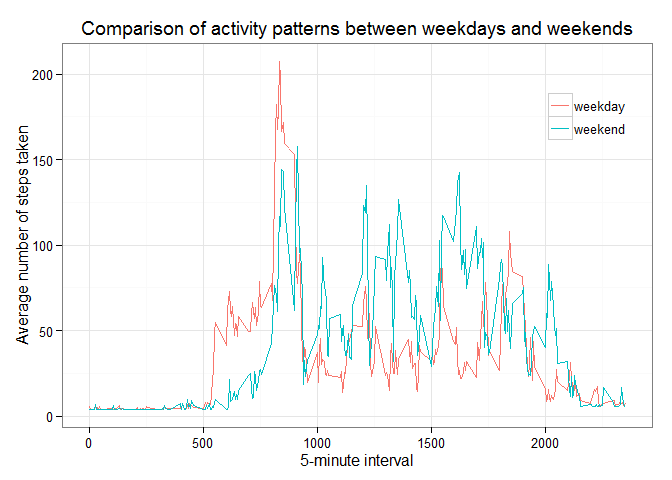 Comparison of activity patterns between weekdays and weekends
Average number of steps taken
200
150
100
50
0
weekday
weekend
0 500 1000 1500 2000
5-minute interval